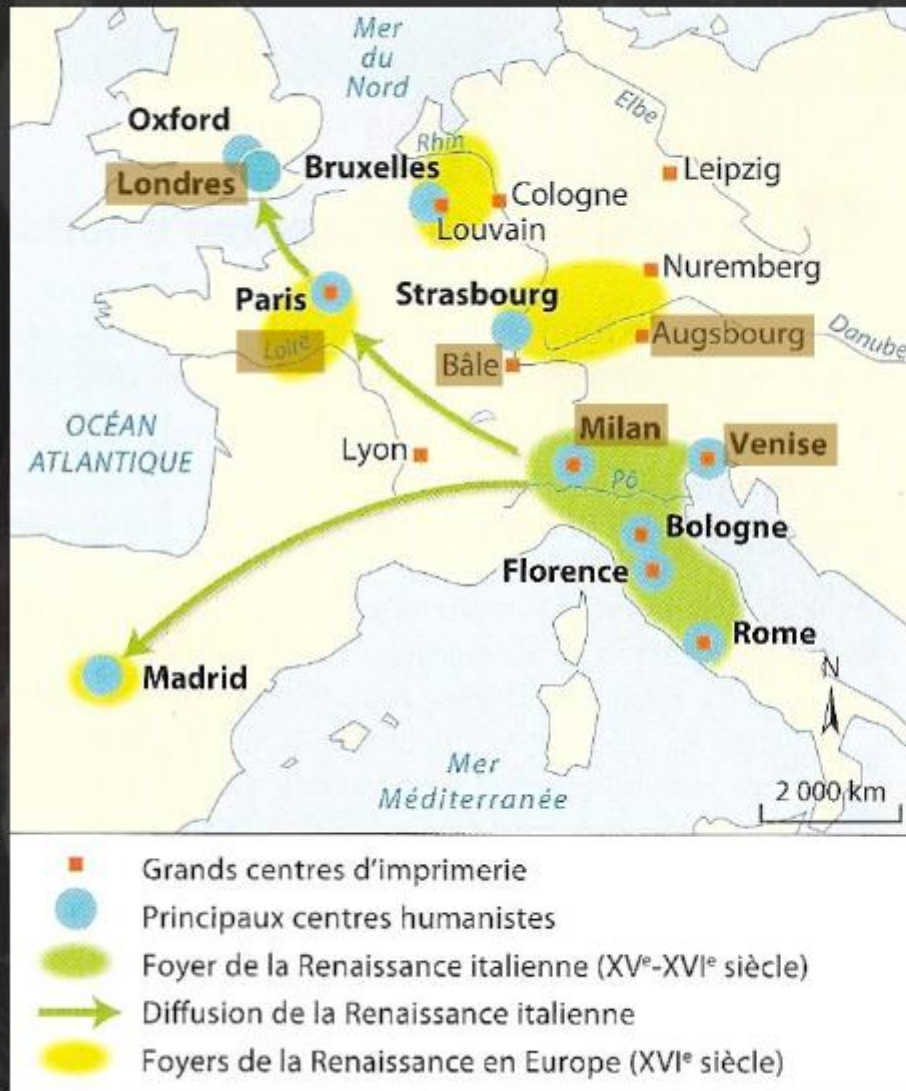 Mer
du
Nord
Elbe
Oxford
Rhin
Londres
Bruxelles
Leipzig
Cologne
Louvain
Nuremberg
Paris
Strasbourg
Loire
Augsbourg
Danube
Bâle
OCÉAN
ATLANTIQUE
Milan
Venise
Lyon
Pô
Bologne
Florence
Rome
N
Madrid
Mer
Méditerranée
2 000 km
Grands centres d'imprimerie
Principaux centres humanistes
Foyer de la Renaissance italienne (XVe-XVIe siècle)
Diffusion de la Renaissance italienne
Foyers de la Renaissance en Europe (XVIe siècle)